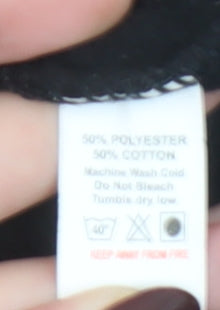 50% POLYESTER
50% COTTON
Machine Wash Cold
Do Not Bleach
Tumble dry low.
40°
KEEP AWAY FROM FIRE